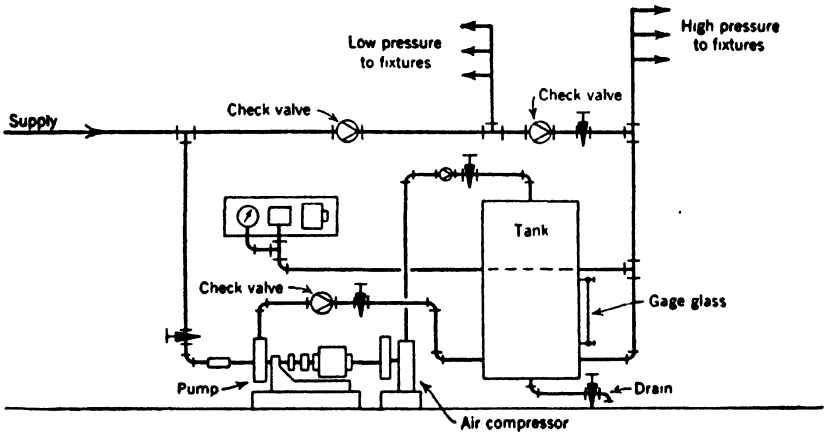 Low pressure
to fixtures
High pressure
to fixtures
Check valve
Check valve
Supply
Tank
Check valve
Gage glass
Pump
Drain
Air compressor